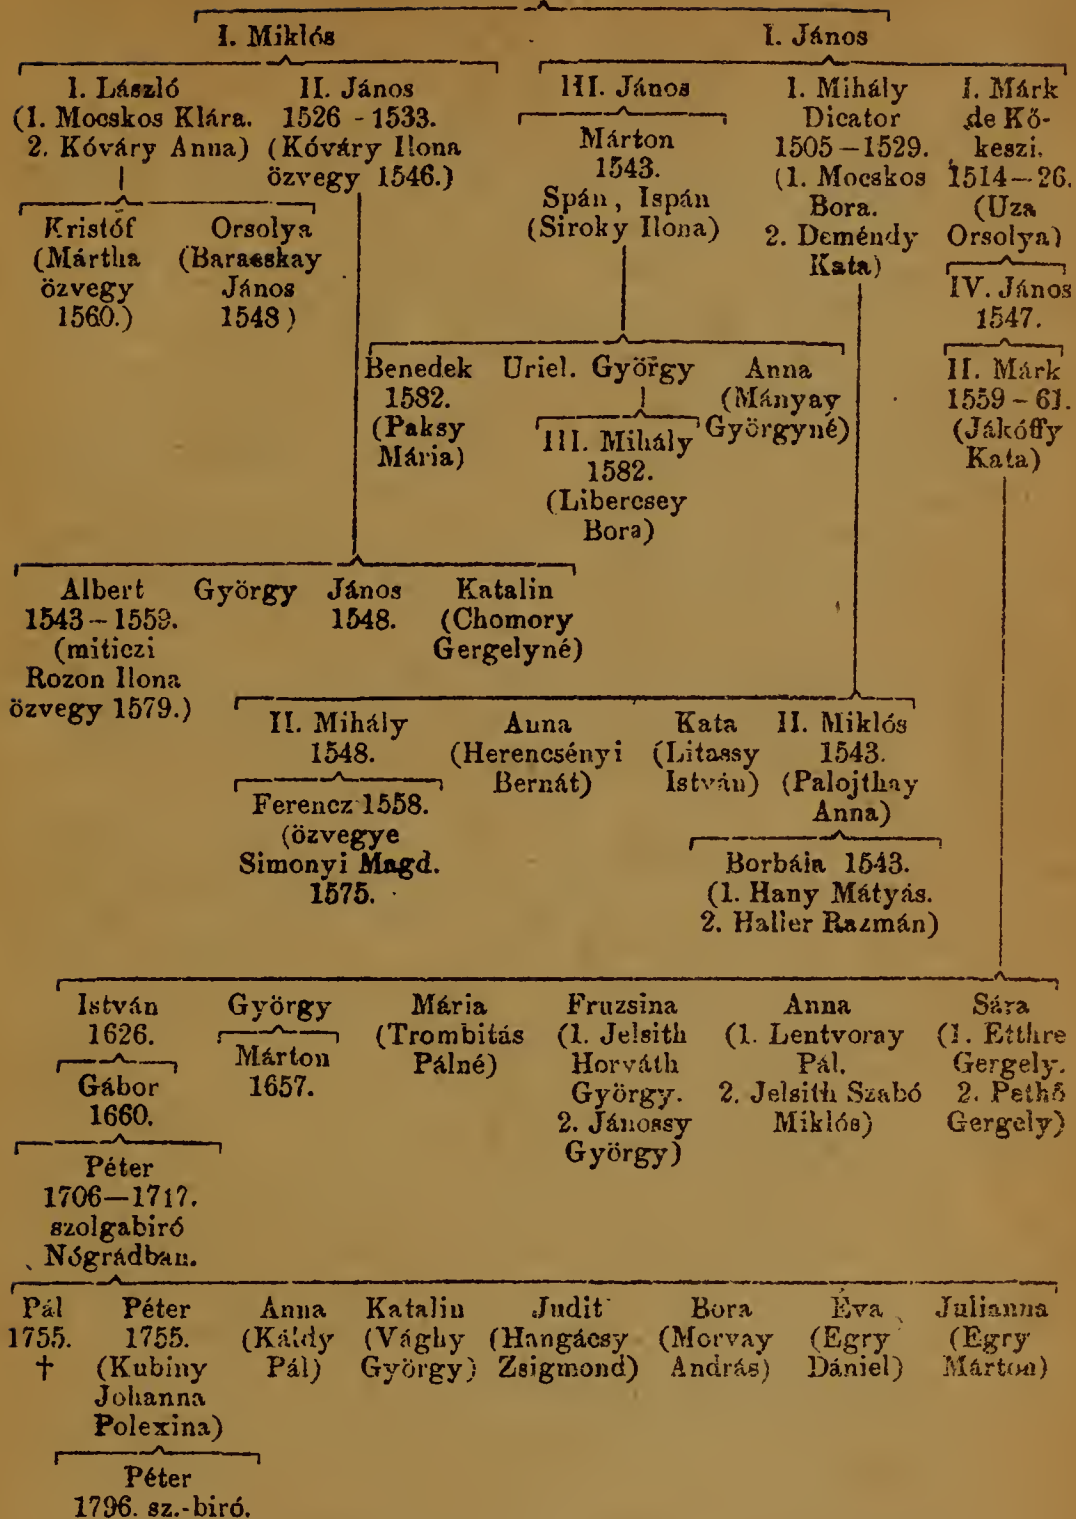 I. Miklós
I. János
I. László
(1. Mocskos Klára.
2. Kóváry Anna)
II. János
1526 - 1533.
(Kóváry Ilona
özvegy 1546.)
III. János
Márton
1543.
Spán, Ispán
(Siroky Ilona)
I. Mihály
Dicator
1505–1529.
(1. Mocskos
Bora.
2. Deméndy
Kata)
I. Márk
de Kő-
keszi.
1514–26.
(Uza
Orsolya)
IV. János
1547.
II. Márk
1559–61.
(Jákóffy
Kata)
Kristóf
(Mártha
özvegy
1560.)
Orsolya
(Baracskay
János
1548)
Benedek
1582.
(Paksy
Mária)
Uriel. György
III. Mihály
1582.
(Libercsey
Bora)
Anna
(Mányay
Györgyné)
Albert
1543–1559.
(miticzi
Rozon Ilona
özvegy 1579.)
György
János
1548.
Katalin
(Chomory
Gergelyné)
II. Mihály
1548.
Ferencz 1558.
(özvegye
Simonyi Magd.
1575.
Anna
(Herencsényi
Bernát)
Kata
(Litassy
István)
II. Miklós
1543.
(Palojthay
Anna)
Borbála 1543.
(1. Hany Mátyás.
2. Haller Razmán)
István
1626.
Gábor
1660.
Péter
1706–1717.
szolgabiró
Nógrádban.
György
Márton
1657.
Mária
(Trombitás
Pálné)
Fruzsina
(1. Jelsith
Horváth
György.
2. Jánossy
György)
Anna
(1. Lentvoray
Pál.
2. Jelsith Szabó
Miklós)
Sára
(1. Etthre
Gergely.
2. Pethő
Gergely)
Pál
1755.
†
Péter
1755.
(Kubiny
Johanna
Polexina)
Péter
1796. sz.-biró.
Anna
(Káldy
Pál)
Katalin
(Vághy
György)
Judit
(Hangácsy
Zsigmond)
Bora
(Morvay
András)
Éva
(Egry
Dániel)
Julianna
(Egry
Márton)